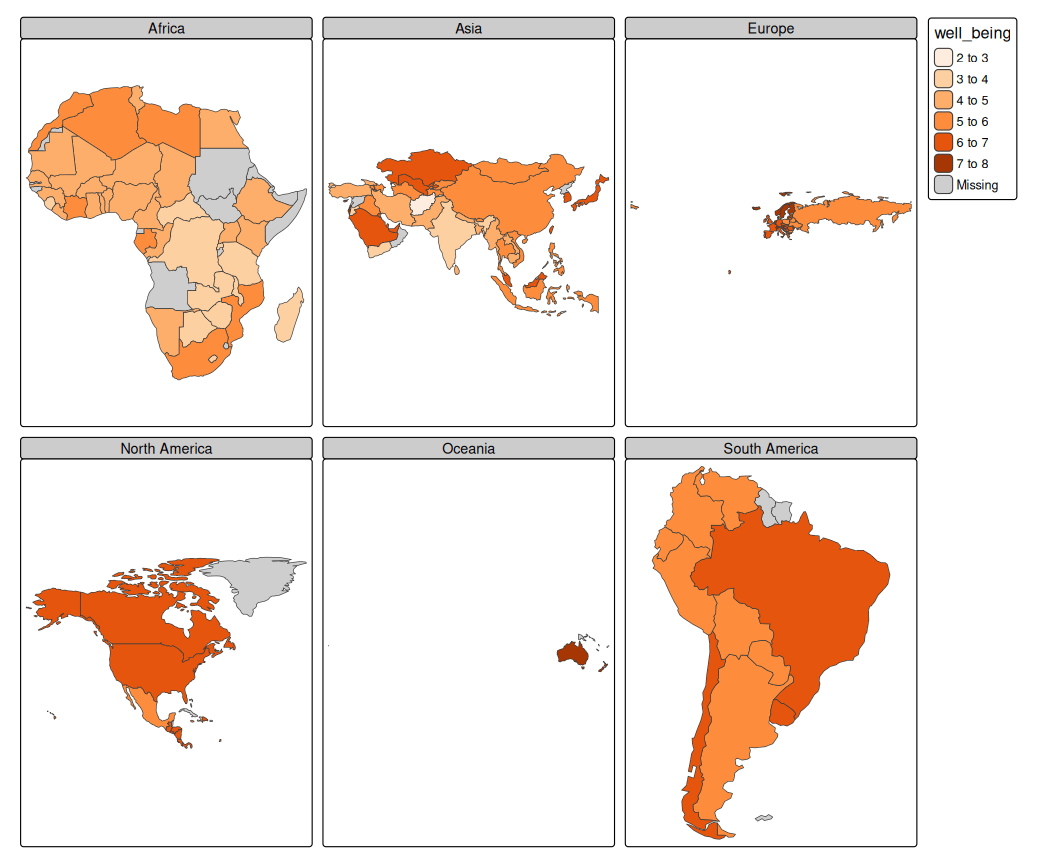 Africa
Asia
Europe
well_being
2 to 3
3 to 4
4 to 5
5 to 6
6 to 7
7 to 8
Missing
North America
Oceania
South America